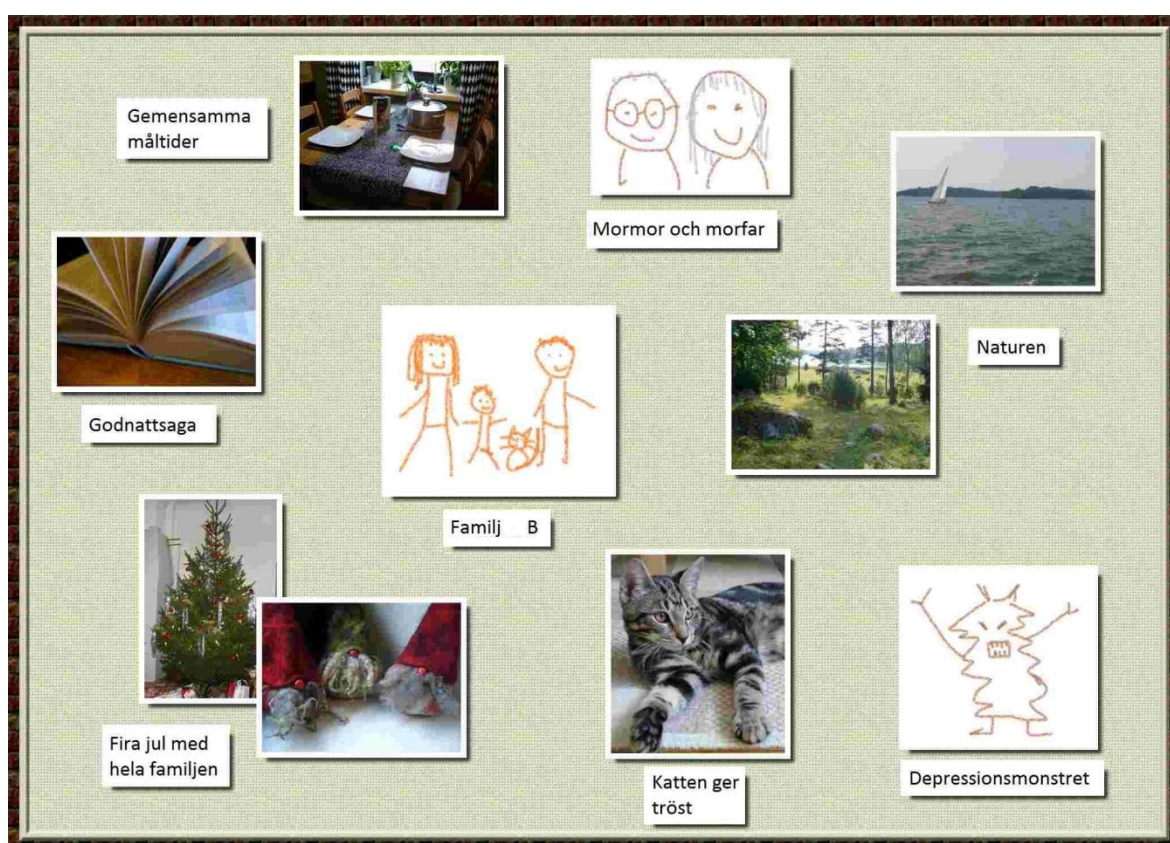 Gemensamma
måltider
Mormor och morfar
Naturen
Godnattsaga
Familj B
Fira jul med
hela familjen
Katten ger
tröst
Depressionsmonstret